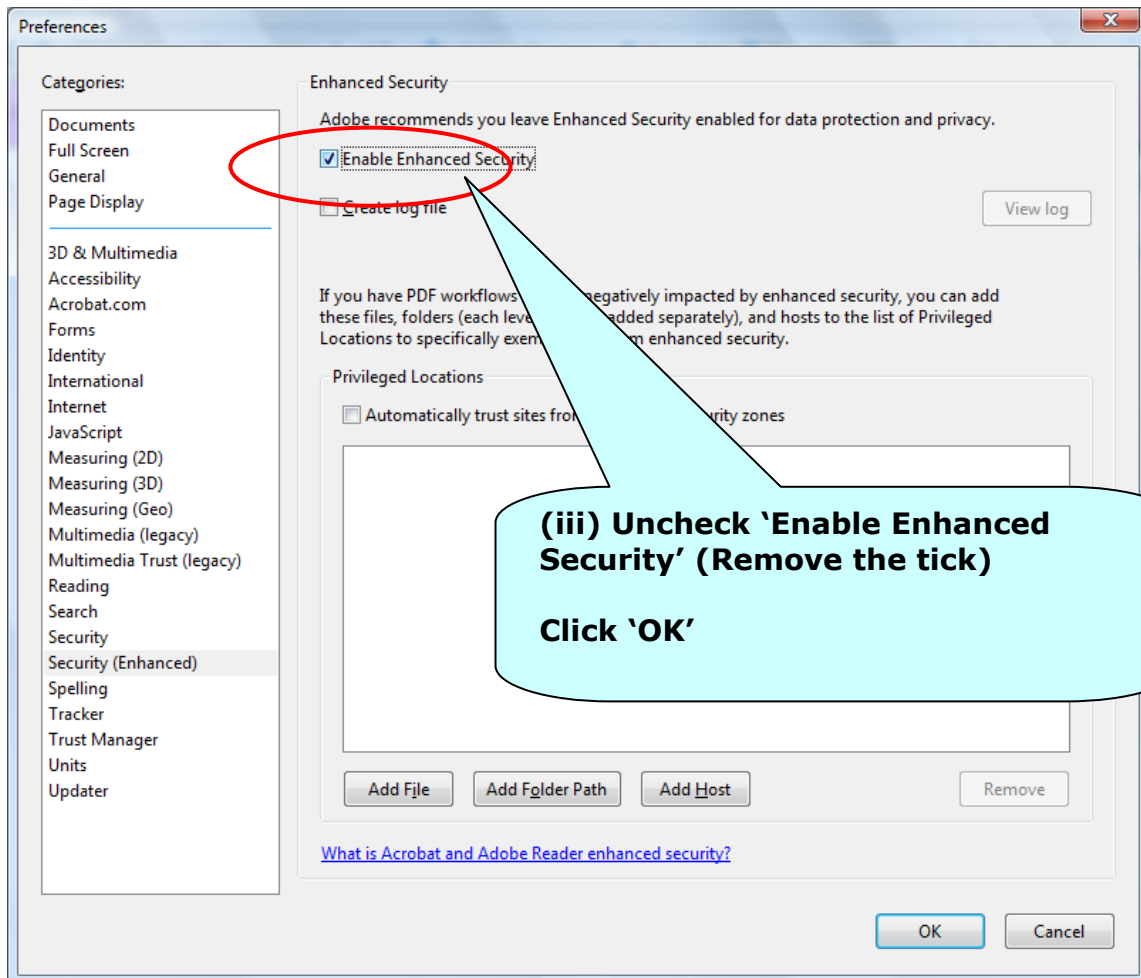 Preferences
Categories:
Documents
Full Screen
General
Page Display
3D & Multimedia
Accessibility
Acrobat.com
Forms
Identity
International
Internet
JavaScript
Measuring (2D)
Measuring (3D)
Measuring (Geo)
Multimedia (legacy)
Multimedia Trust (legacy)
Reading
Search
Security
Security (Enhanced)
Spelling
Tracker
Trust Manager
Units
Updater
Enhanced Security
Adobe recommends you leave Enhanced Security enabled for data protection and privacy.
Enable Enhanced Security
Create log file
View log
If you have PDF workflows negatively impacted by enhanced security, you can add
these files, folders (each added separately), and hosts to the list of Privileged
Locations to specifically enhanced security.
Privileged Locations
Automatically trust sites zones
(iii) Uncheck ‘Enable Enhanced
Security’ (Remove the tick)
Click ‘OK’
Add File
Add Folder Path
Add Host
Remove
What is Acrobat and Adobe Reader enhanced security?
OK
Cancel